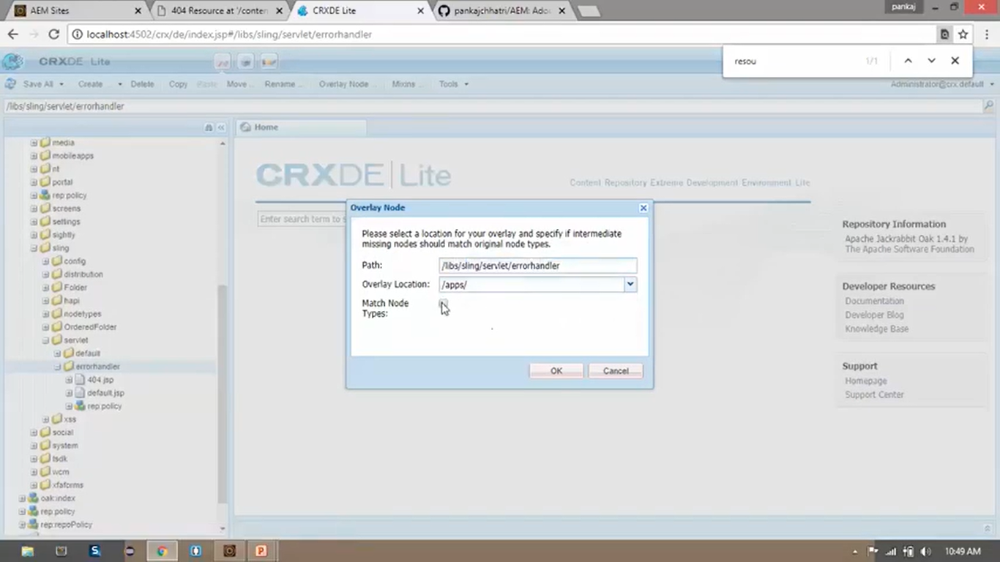 AEM Sites
404 Resource at '/conten
CRXDE Lite
pankajchhatri/AEM: Ado
pankaj
localhost:4502/crx/de/index.jsp#/libs/sling/servlet/errorhandler
resou
1/1
CRXDE Lite
Save All
Create ...
Delete
Copy
Paste
Move ...
Rename ...
Overlay Node ...
Mixins ...
Tools
Administrator@crx.default
/libs/sling/servlet/errorhandler
Home
media
mobileapps
nt
portal
rep:policy
screens
settings
sightly
sling
config
distribution
Folder
hapi
nodetypes
OrderedFolder
servlet
default
errorhandler
404.jsp
default.jsp
rep:policy
xss
social
system
tsdk
wcm
xfaforms
oak:index
rep:policy
rep:repoPolicy
CRXDE Lite
Content Repository Extreme Development Environment Lite
Enter search term to s
Overlay Node
Please select a location for your overlay and specify if intermediate
missing nodes should match original node types.
Path:
/libs/sling/servlet/errorhandler
Overlay Location:
/apps/
Match Node
Types:
OK
Cancel
Repository Information
Apache Jackrabbit Oak 1.4.1 by
The Apache Software Foundation
Developer Resources
Documentation
Developer Blog
Knowledge Base
Support
Homepage
Support Center
10:49 AM